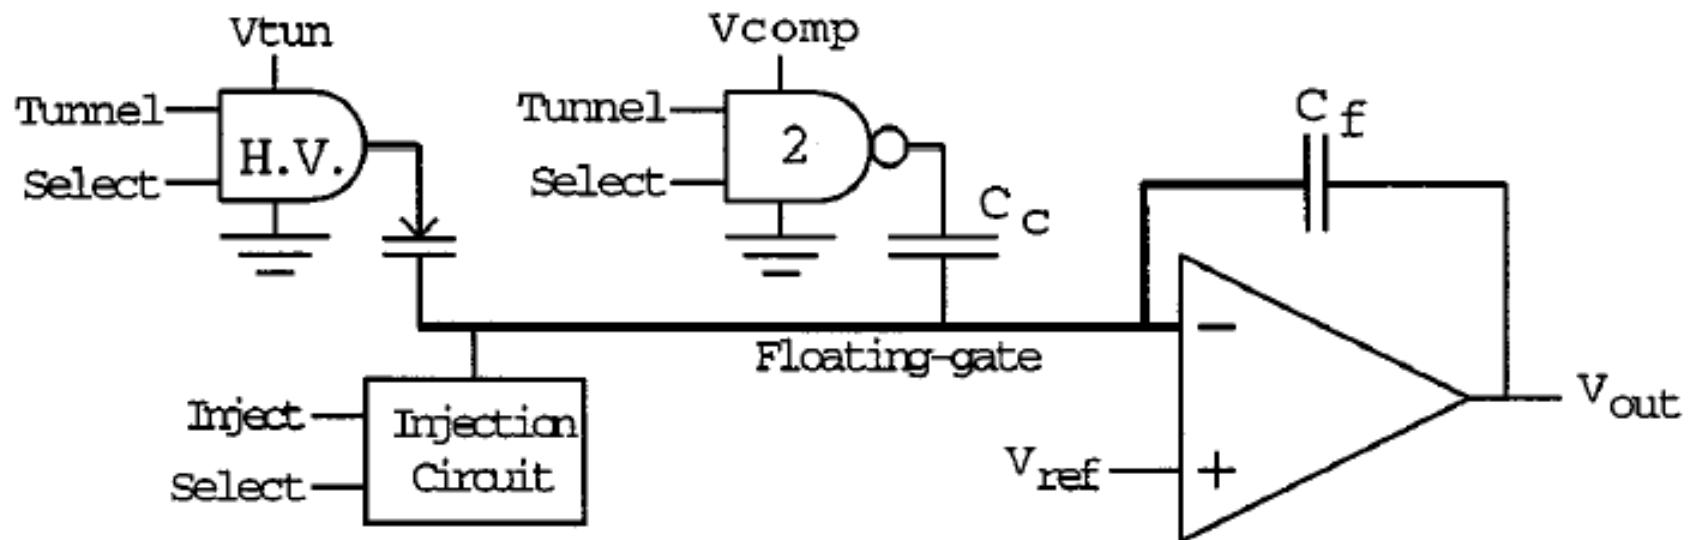 Vtun
Tunnel
Select
H.V.
Vcomp
Tunnel
Select
2
Cc
Cf
Floating-gate
Inject
Select
Injection
Circuit
Vref
−
+
Vout